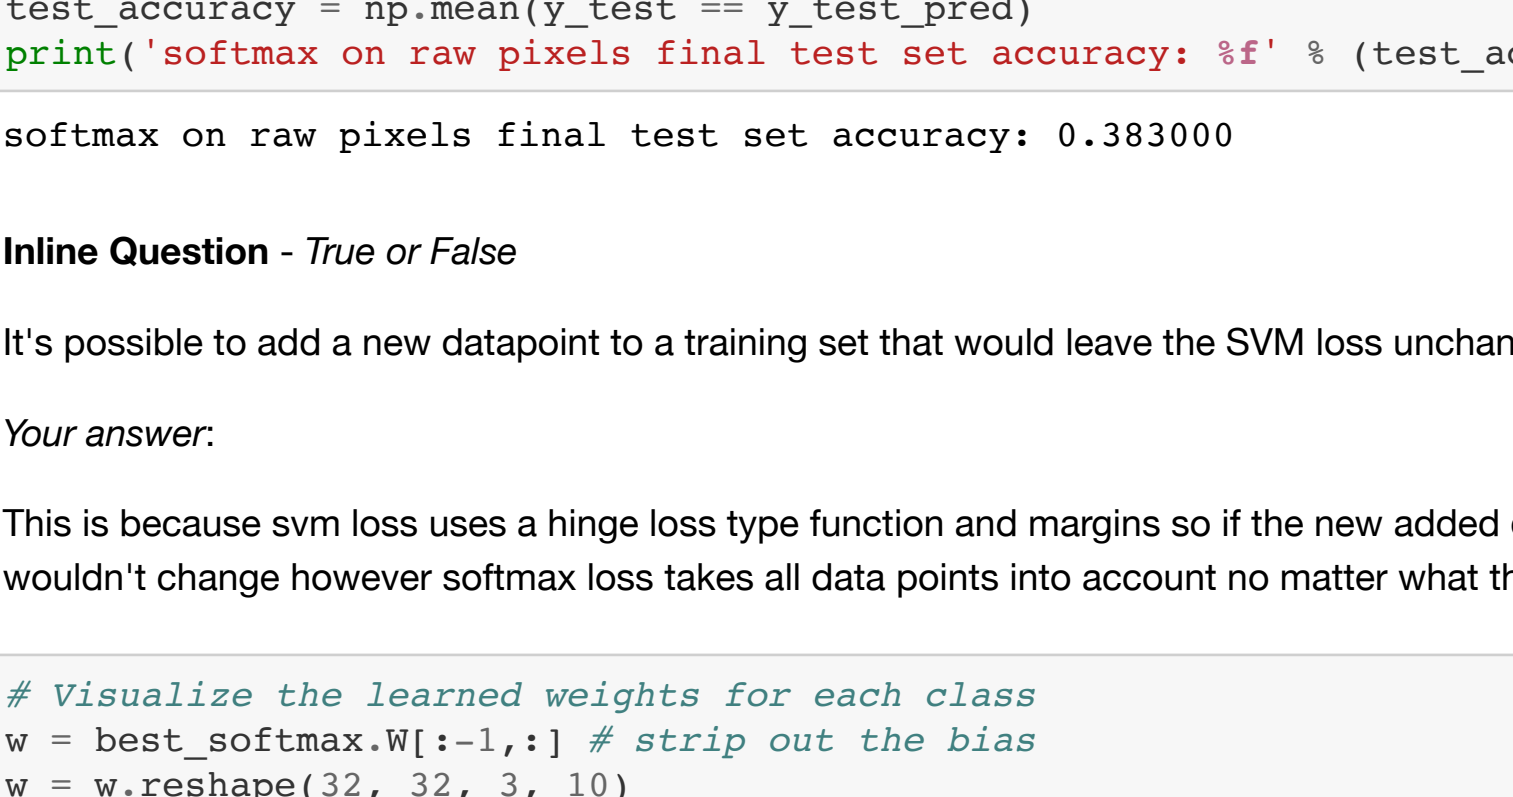 test_accuracy = np.mean(y_test == y_test_pred)
print('softmax on raw pixels final test set accuracy: %f' % (test_ac
softmax on raw pixels final test set accuracy: 0.383000
Inline Question - True or False
It's possible to add a new datapoint to a training set that would leave the SVM loss unchan
Your answer:
This is because svm loss uses a hinge loss type function and margins so if the new added
wouldn't change however softmax loss takes all data points into account no matter what th
# Visualize the learned weights for each class
w = best_softmax.W[:-1,:] # strip out the bias
w = w.reshape(32, 32, 3, 10)